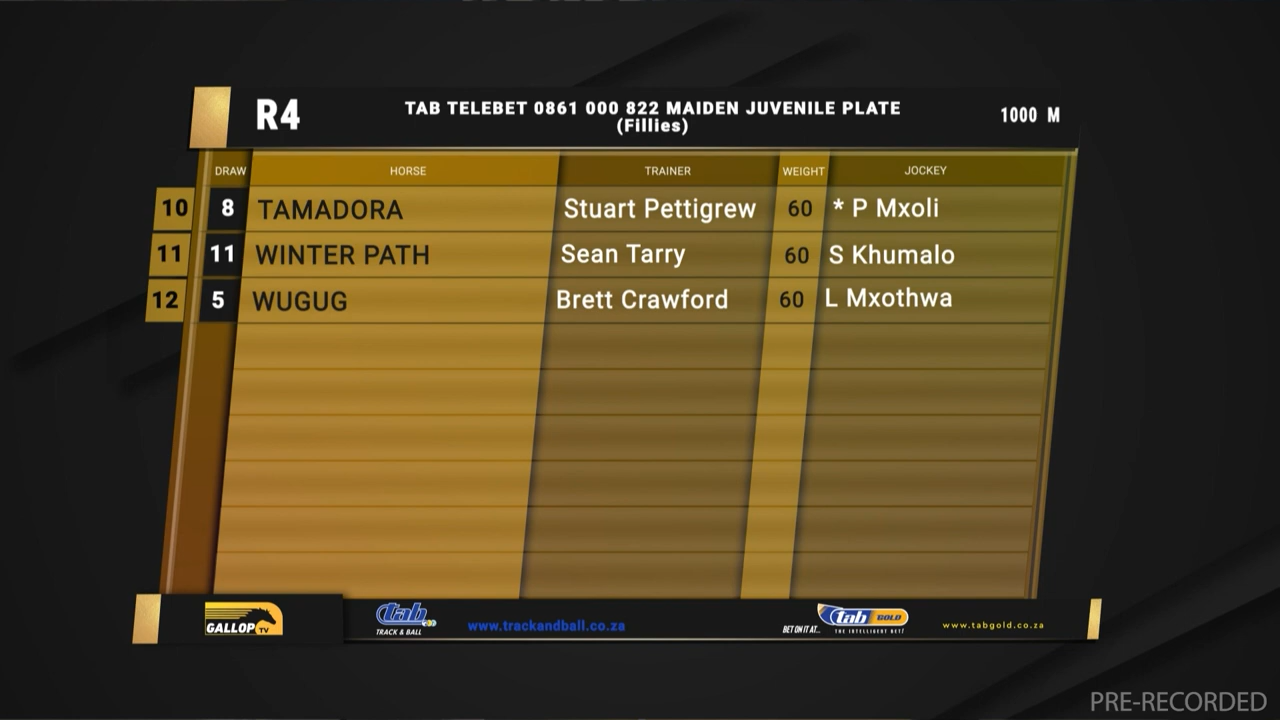 R4
TAB TELEBET 0861 000 822 MAIDEN JUVENILE PLATE
(Fillies)
1000 M
DRAW HORSE TRAINER WEIGHT JOCKEY
10 8 TAMADORA Stuart Pettigrew 60 * P Mxoli
11 11 WINTER PATH Sean Tarry 60 S Khumalo
12 5 WUGUG Brett Crawford 60 L Mxothwa
GALLOP TV
tab
TRACK & BALL
www.trackandball.co.za
BET ON IT AT...
tab GOLD
THE INTELLIGENT BET!
www.tabgold.co.za
PRE-RECORDED